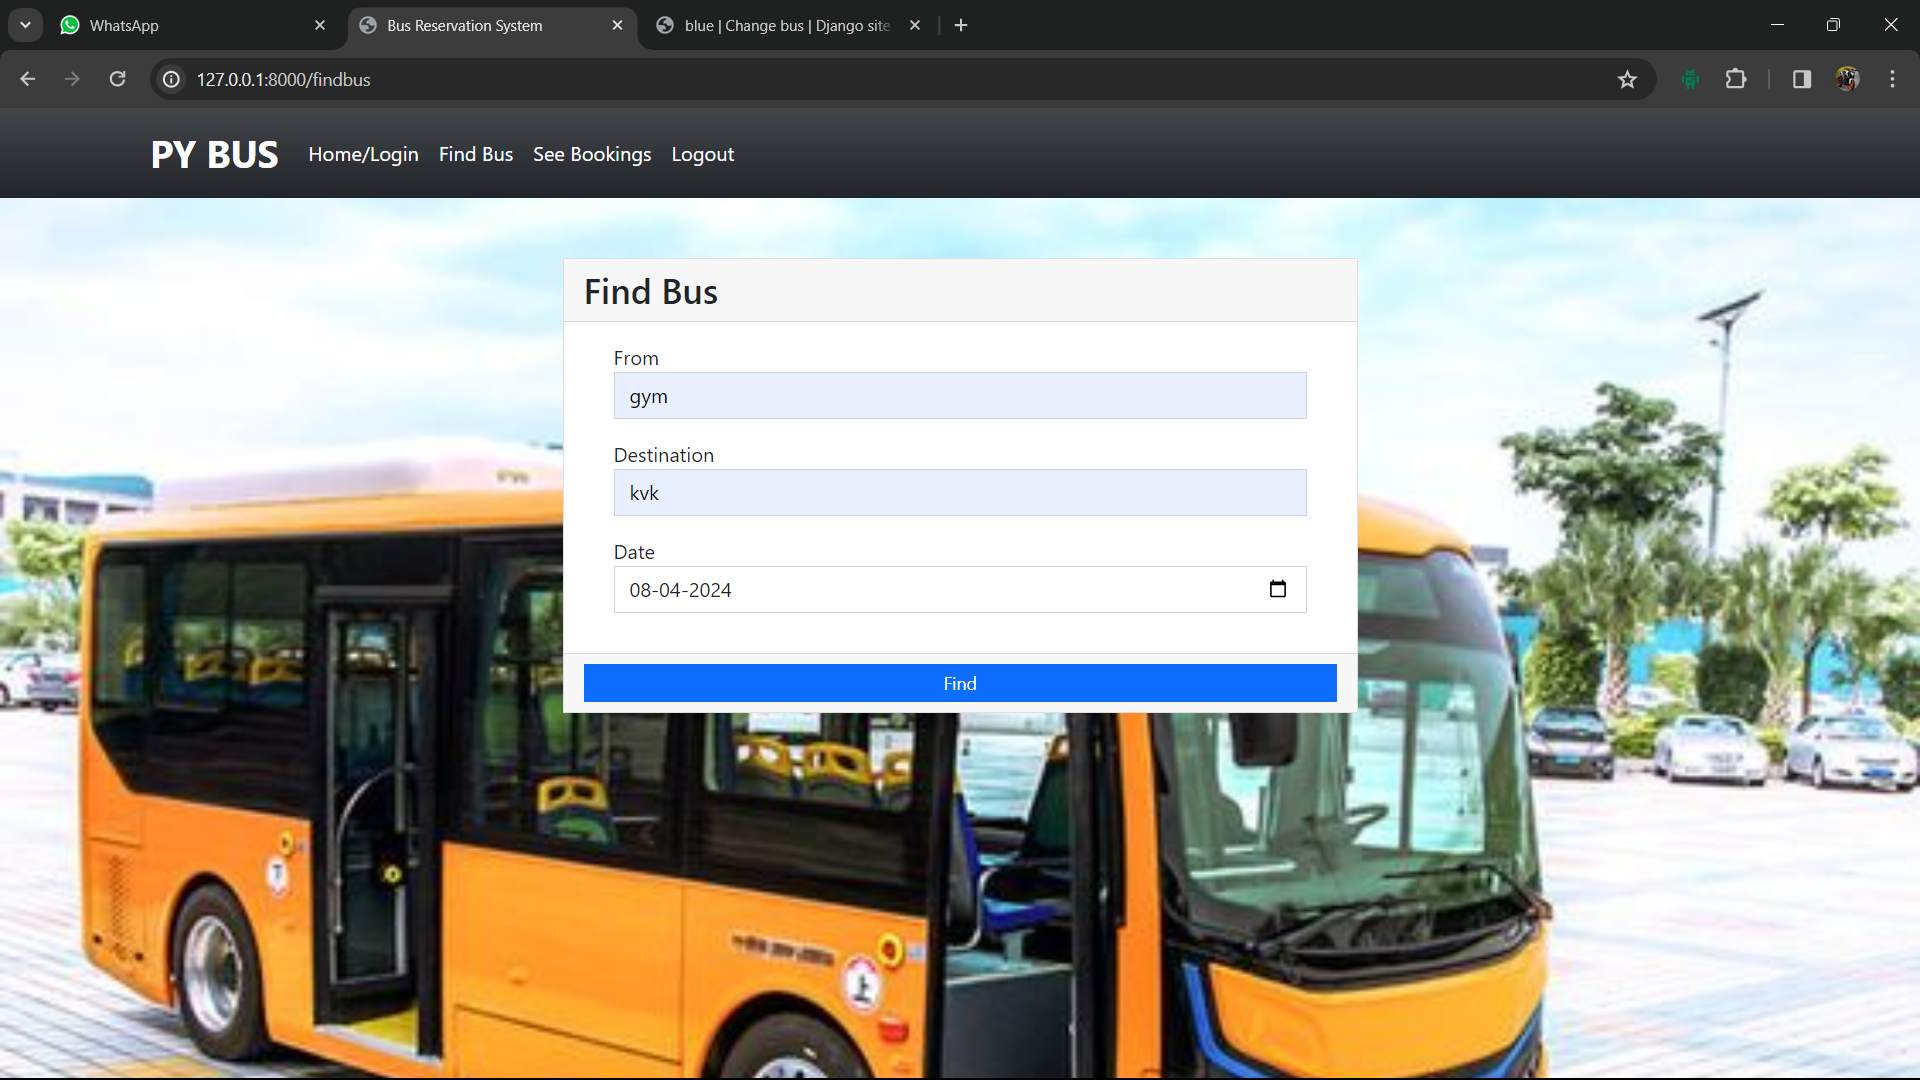 WhatsApp
Bus Reservation System
blue | Change bus | Django site
127.0.0.1:8000/findbus
PY BUS Home/Login Find Bus See Bookings Logout
Find Bus
From
gym
Destination
kvk
Date
08-04-2024
Find
上